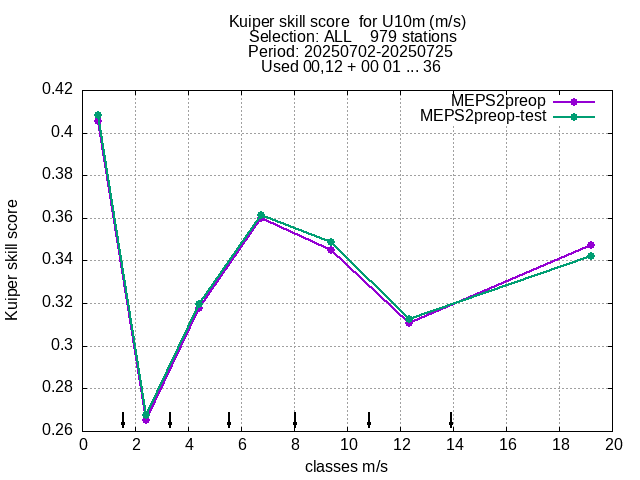 Kuiper skill score  for U10m (m/s)
Selection: ALL    979 stations
Period: 20250702-20250725
Used 00,12 + 00 01 ... 36
MEPS2preop
MEPS2preop-test
Kuiper skill score
0.42
0.4
0.38
0.36
0.34
0.32
0.3
0.28
0.26
0 2 4 6 8 10 12 14 16 18 20
classes m/s